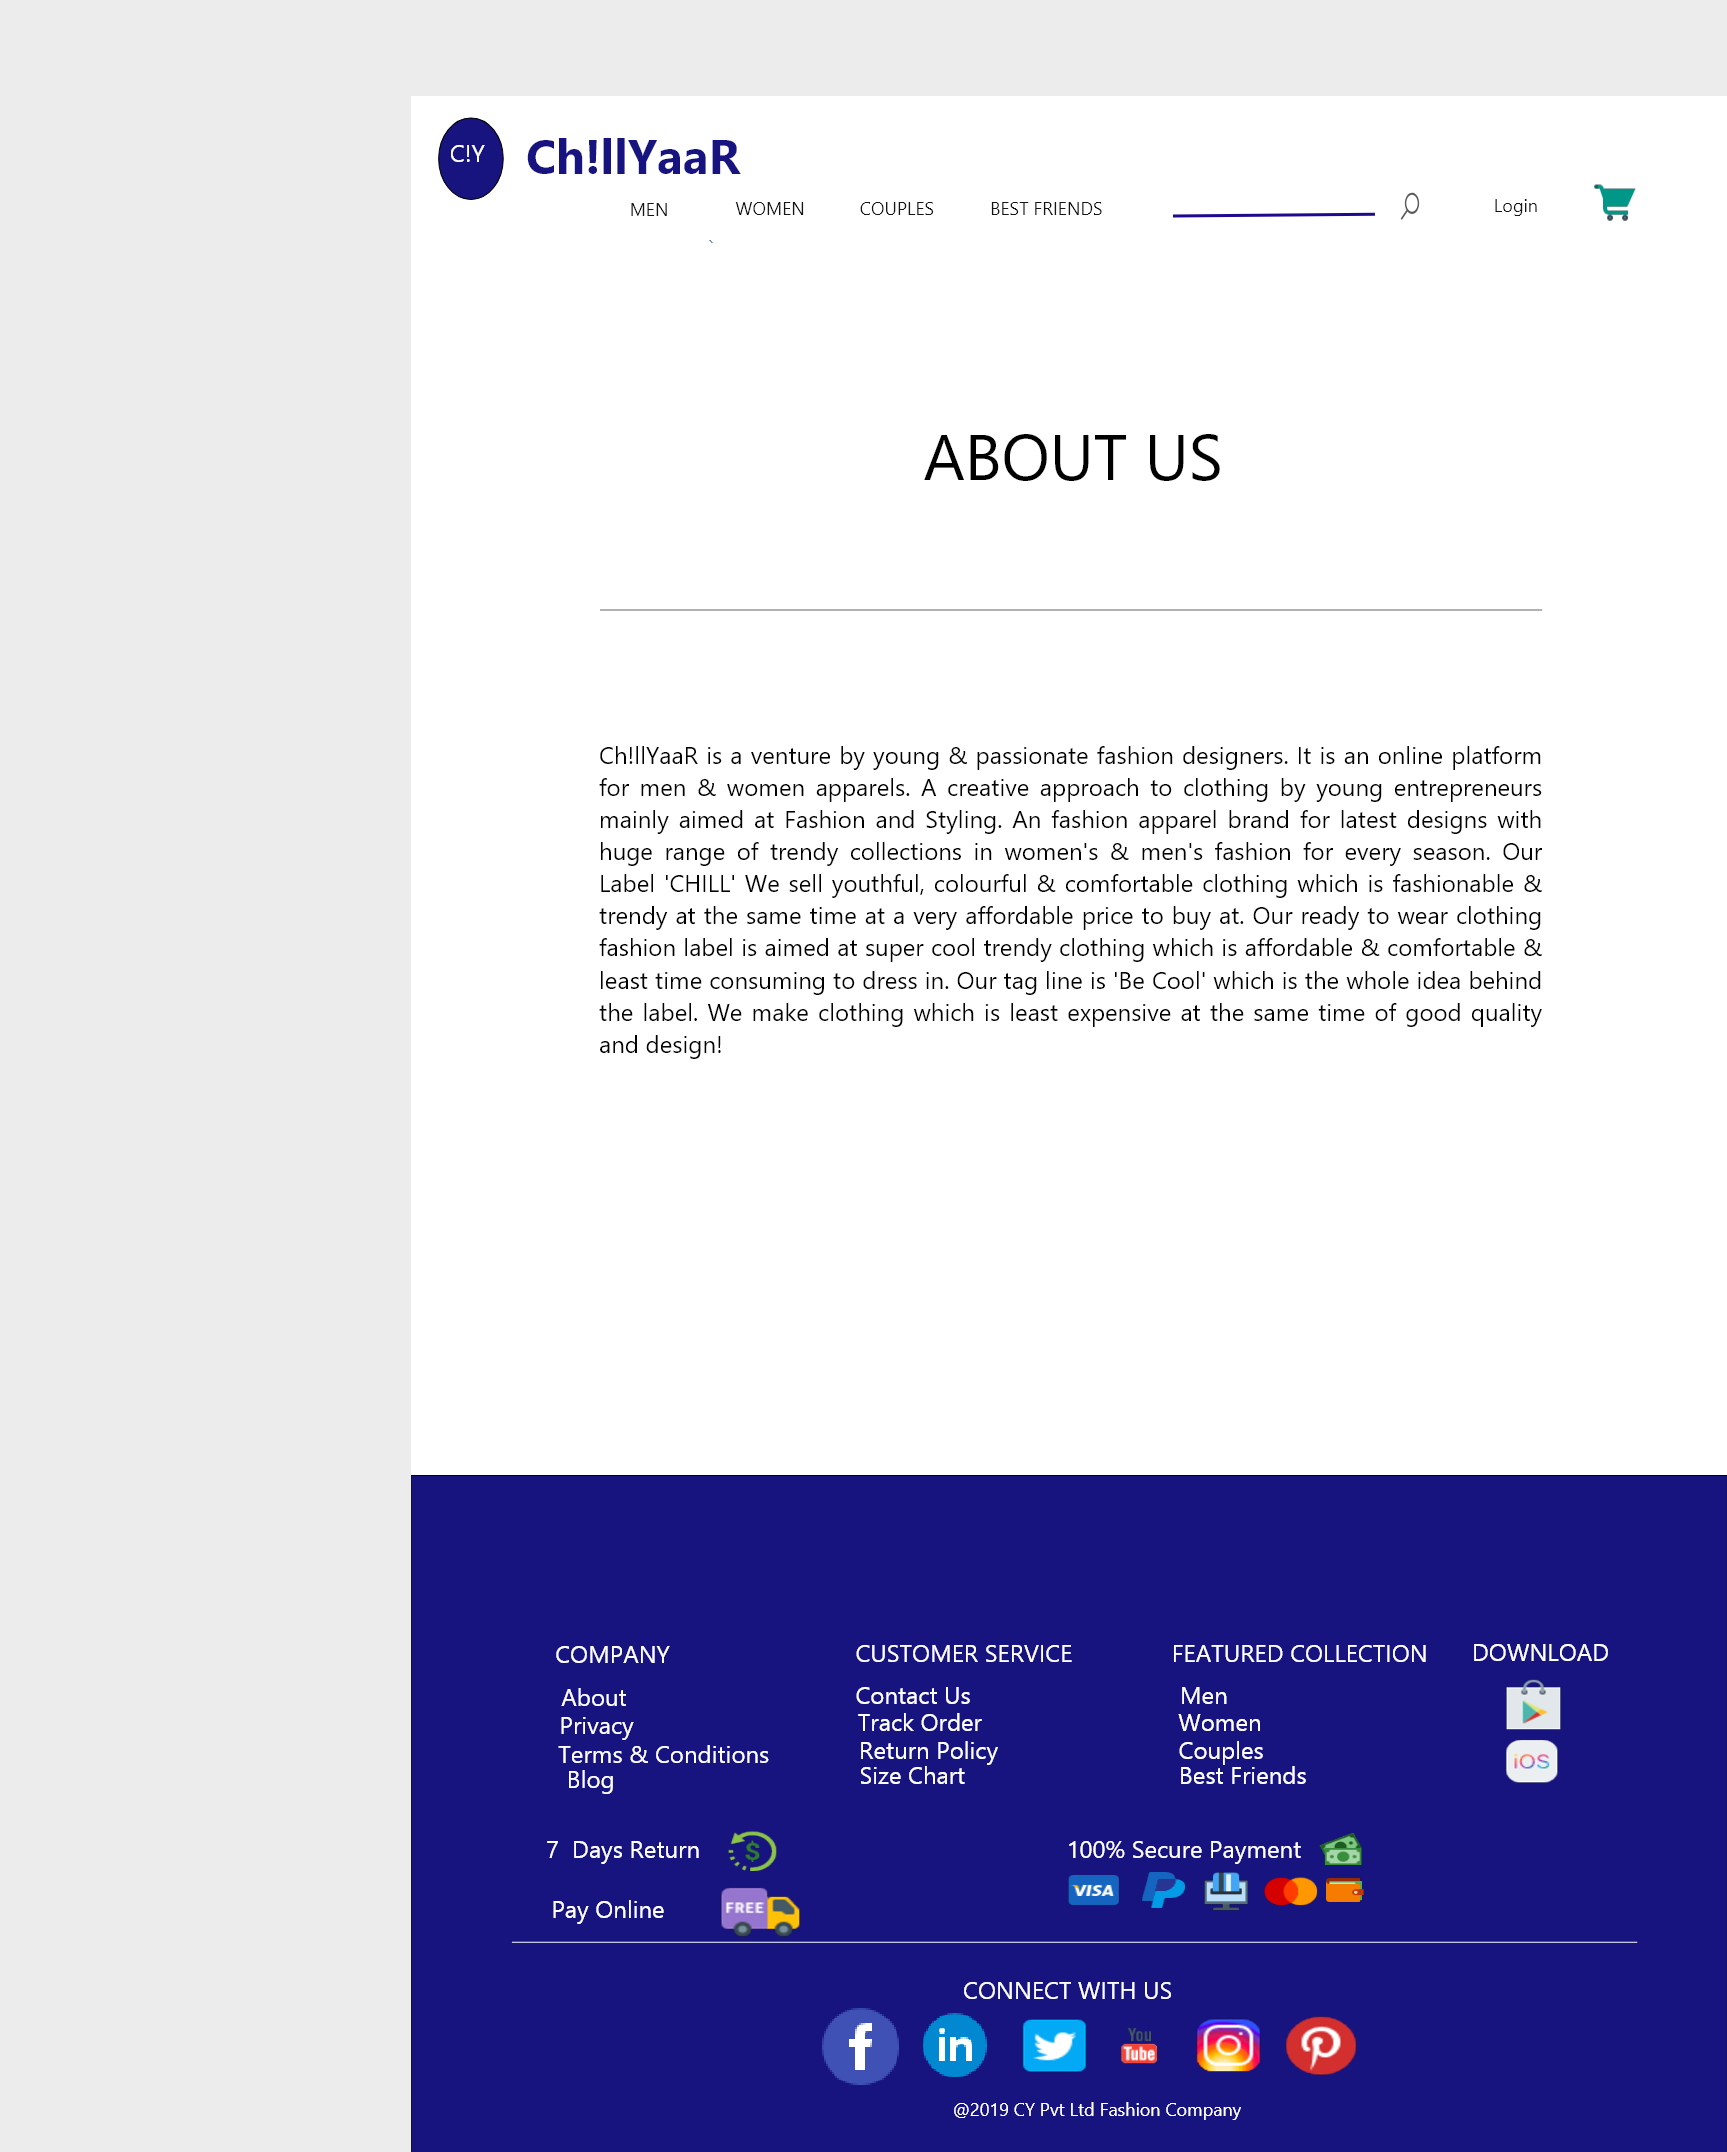 C!Y
Ch!llYaaR
MEN WOMEN COUPLES BEST FRIENDS Login
`
ABOUT US
Ch!llYaaR is a venture by young & passionate fashion designers. It is an online platform
for men & women apparels. A creative approach to clothing by young entrepreneurs
mainly aimed at Fashion and Styling. An fashion apparel brand for latest designs with
huge range of trendy collections in women's & men's fashion for every season. Our
Label 'CHILL' We sell youthful, colourful & comfortable clothing which is fashionable &
trendy at the same time at a very affordable price to buy at. Our ready to wear clothing
fashion label is aimed at super cool trendy clothing which is affordable & comfortable &
least time consuming to dress in. Our tag line is 'Be Cool' which is the whole idea behind
the label. We make clothing which is least expensive at the same time of good quality
and design!
COMPANY
About
Privacy
Terms & Conditions
Blog
CUSTOMER SERVICE
Contact Us
Track Order
Return Policy
Size Chart
FEATURED COLLECTION
Men
Women
Couples
Best Friends
DOWNLOAD
iOS
7 Days Return
$
Pay Online
FREE
100% Secure Payment
VISA
CONNECT WITH US
f
in
You
Tube
@2019 CY Pvt Ltd Fashion Company